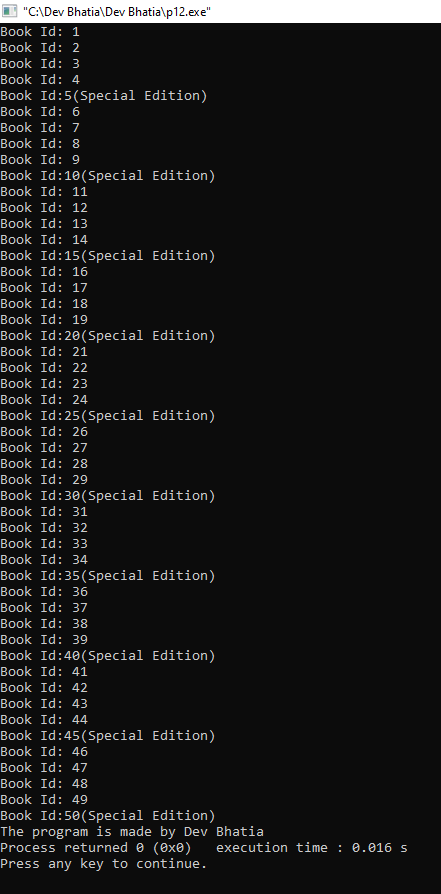 "C:\Dev Bhatia\Dev Bhatia\p12.exe"
Book Id: 1
Book Id: 2
Book Id: 3
Book Id: 4
Book Id:5(Special Edition)
Book Id: 6
Book Id: 7
Book Id: 8
Book Id: 9
Book Id:10(Special Edition)
Book Id: 11
Book Id: 12
Book Id: 13
Book Id: 14
Book Id:15(Special Edition)
Book Id: 16
Book Id: 17
Book Id: 18
Book Id: 19
Book Id:20(Special Edition)
Book Id: 21
Book Id: 22
Book Id: 23
Book Id: 24
Book Id:25(Special Edition)
Book Id: 26
Book Id: 27
Book Id: 28
Book Id: 29
Book Id:30(Special Edition)
Book Id: 31
Book Id: 32
Book Id: 33
Book Id: 34
Book Id:35(Special Edition)
Book Id: 36
Book Id: 37
Book Id: 38
Book Id: 39
Book Id:40(Special Edition)
Book Id: 41
Book Id: 42
Book Id: 43
Book Id: 44
Book Id:45(Special Edition)
Book Id: 46
Book Id: 47
Book Id: 48
Book Id: 49
Book Id:50(Special Edition)
The program is made by Dev Bhatia
Process returned 0 (0x0)   execution time : 0.016 s
Press any key to continue.